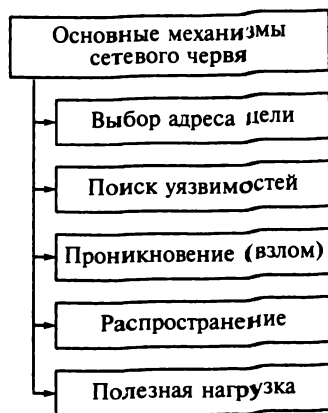 Основные механизмы
сетевого червя
Выбор адреса цели
Поиск уязвимостей
Проникновение (взлом)
Распространение
Полезная нагрузка